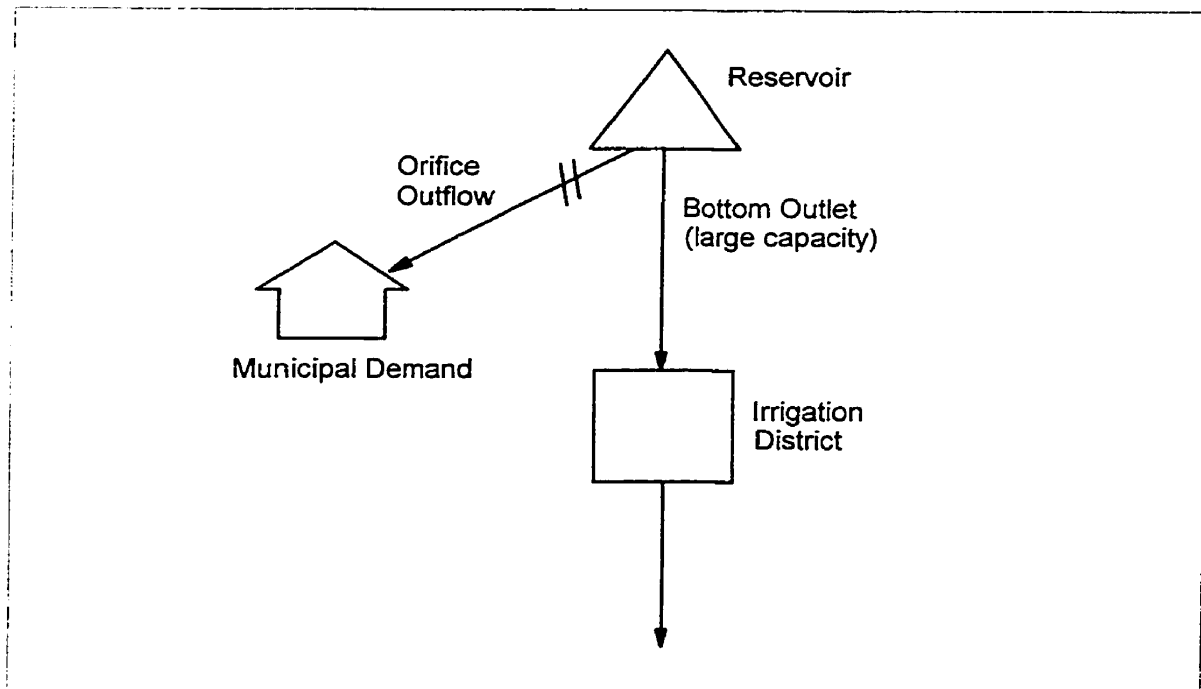 Reservoir
Orifice
Outflow
Bottom Outlet
(large capacity)
Municipal Demand
Irrigation
District